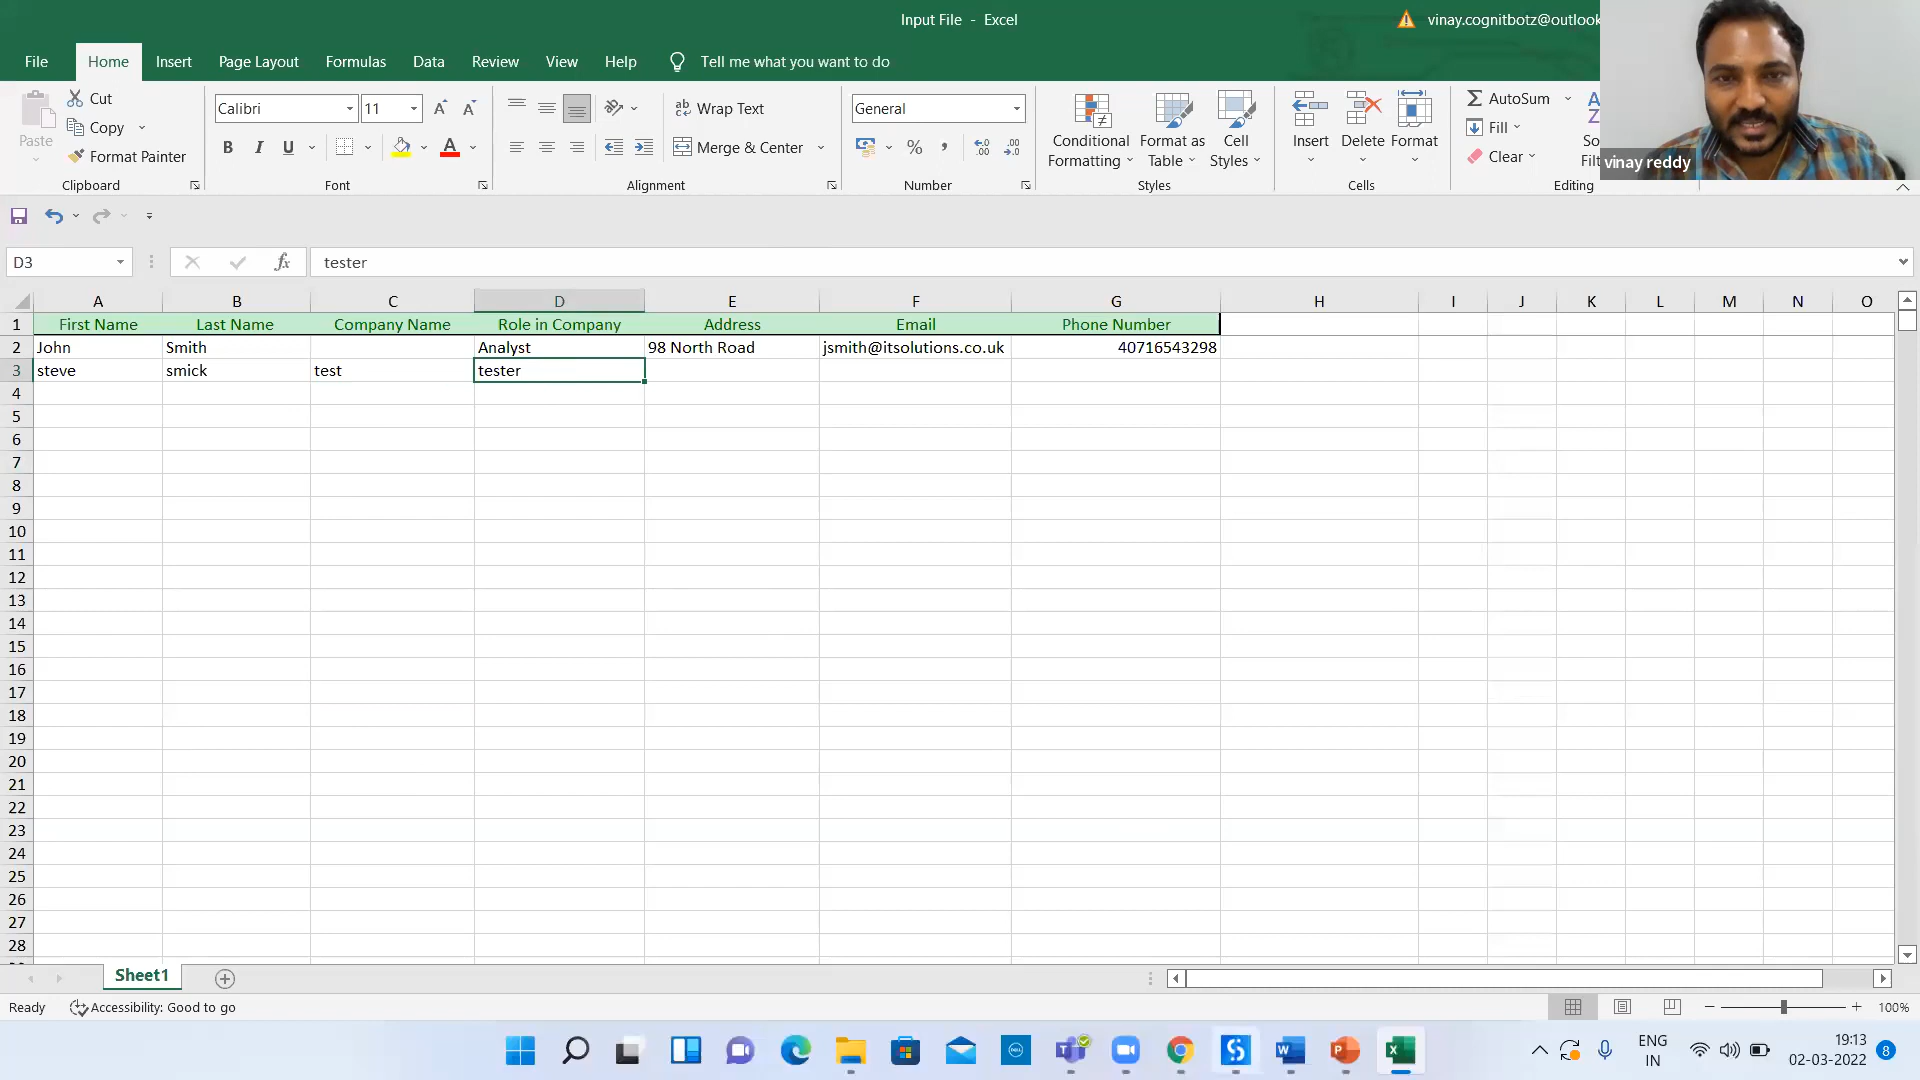 Input File - Excel
vinay.cognitbotz@outlook
File Home Insert Page Layout Formulas Data Review View Help Tell me what you want to do
Paste
Cut
Copy
Format Painter
Clipboard
Calibri 11
B I U
Font
Wrap Text
Merge & Center
Alignment
General
% ,
Number
Conditional Formatting
Format as Table
Cell Styles
Styles
Insert Delete Format
Cells
AutoSum
Fill
Clear
Editing
vinay reddy
D3 fx tester
A B C D E F G H I J K L M N O
1 First Name Last Name Company Name Role in Company Address Email Phone Number
2 John Smith Analyst 98 North Road jsmith@itsolutions.co.uk 40716543298
3 steve smick test tester
4
5
6
7
8
9
10
11
12
13
14
15
16
17
18
19
20
21
22
23
24
25
26
27
28
Sheet1
Ready Accessibility: Good to go 100%
ENG
IN
19:13
02-03-2022
8